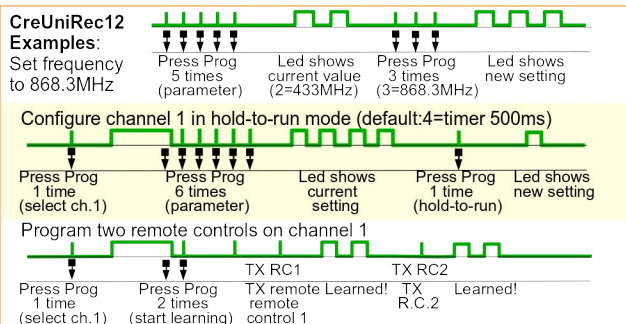 CreUniRec12
Examples:
Set frequency
to 868.3MHz
Press Prog
5 times
(parameter)
Led shows
current value
(2=433MHz)
Press Prog
3 times
(3=868.3MHz)
Led shows
new setting
Configure channel 1 in hold-to-run mode (default:4=timer 500ms)
Press Prog
1 time
(select ch.1)
Press Prog
6 times
(parameter)
Led shows
current
setting
Press Prog
1 time
(hold-to-run)
Led shows
new setting
Program two remote controls on channel 1
Press Prog
1 time
(select ch.1)
Press Prog
2 times
(start learning)
TX RC1
TX remote
remote
control 1
Learned!
TX RC2
TX
R.C.2
Learned!